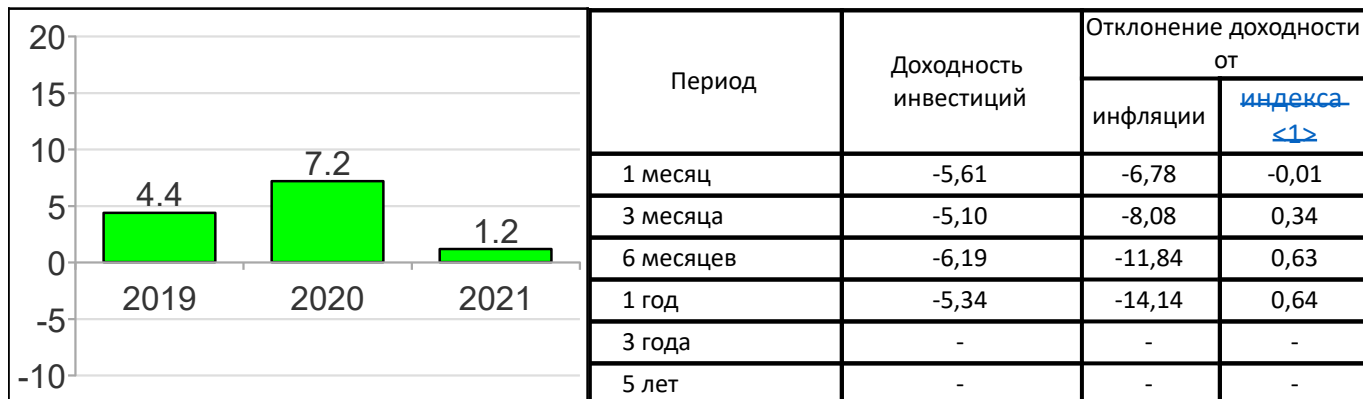 20
15
10
5
0
-5
-10
4.4
7.2
1.2
2019 2020 2021
Период
Доходность
инвестиций
Отклонение доходности
от
инфляции
индекса
<1>
1 месяц -5,61 -6,78 -0,01
3 месяца -5,10 -8,08 0,34
6 месяцев -6,19 -11,84 0,63
1 год -5,34 -14,14 0,64
3 года - - -
5 лет - - -